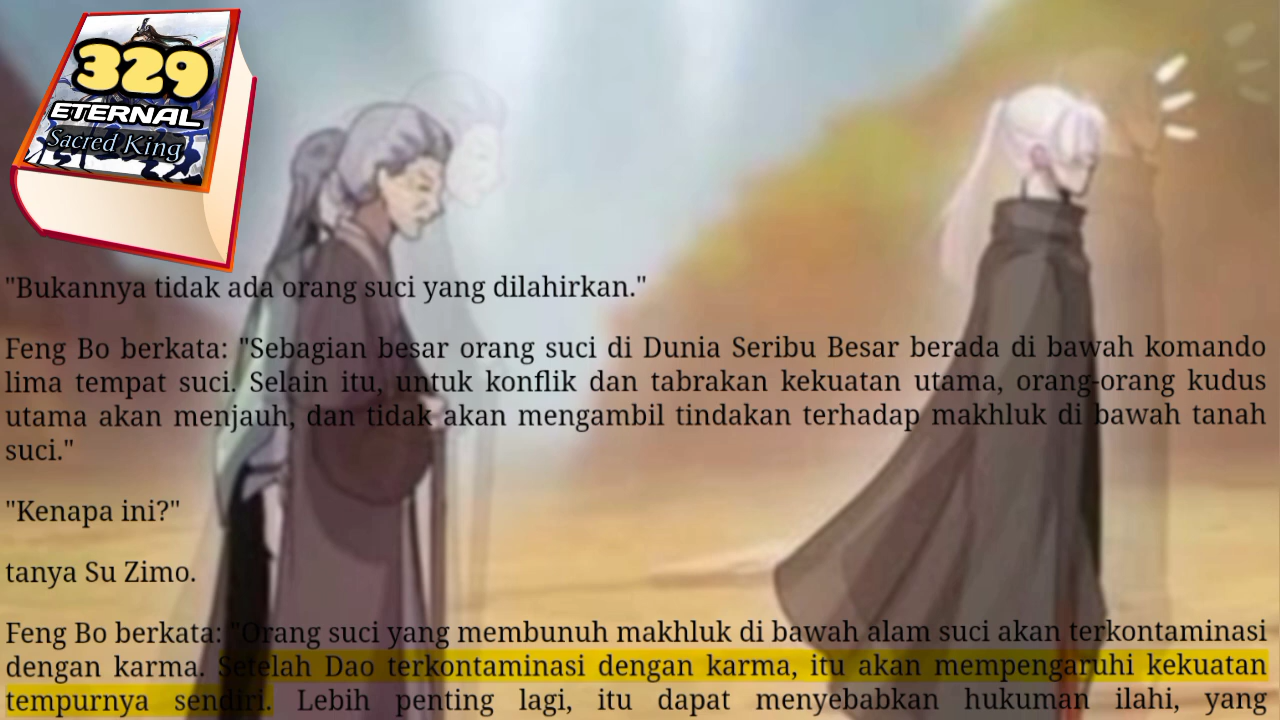 329
ETERNAL
Sacred King
"Bukannya tidak ada orang suci yang dilahirkan."
Feng Bo berkata: "Sebagian besar orang suci di Dunia Seribu Besar berada di bawah komando
lima tempat suci. Selain itu, untuk konflik dan tabrakan kekuatan utama, orang-orang kudus
utama akan menjauh, dan tidak akan mengambil tindakan terhadap makhluk di bawah tanah
suci."
"Kenapa ini?"
tanya Su Zimo.
Feng Bo berkata: "Orang suci yang membunuh makhluk di bawah alam suci akan terkontaminasi
dengan karma. Setelah Dao terkontaminasi dengan karma, itu akan mempengaruhi kekuatan
tempurnya sendiri. Lebih penting lagi, itu dapat menyebabkan hukuman ilahi, yang